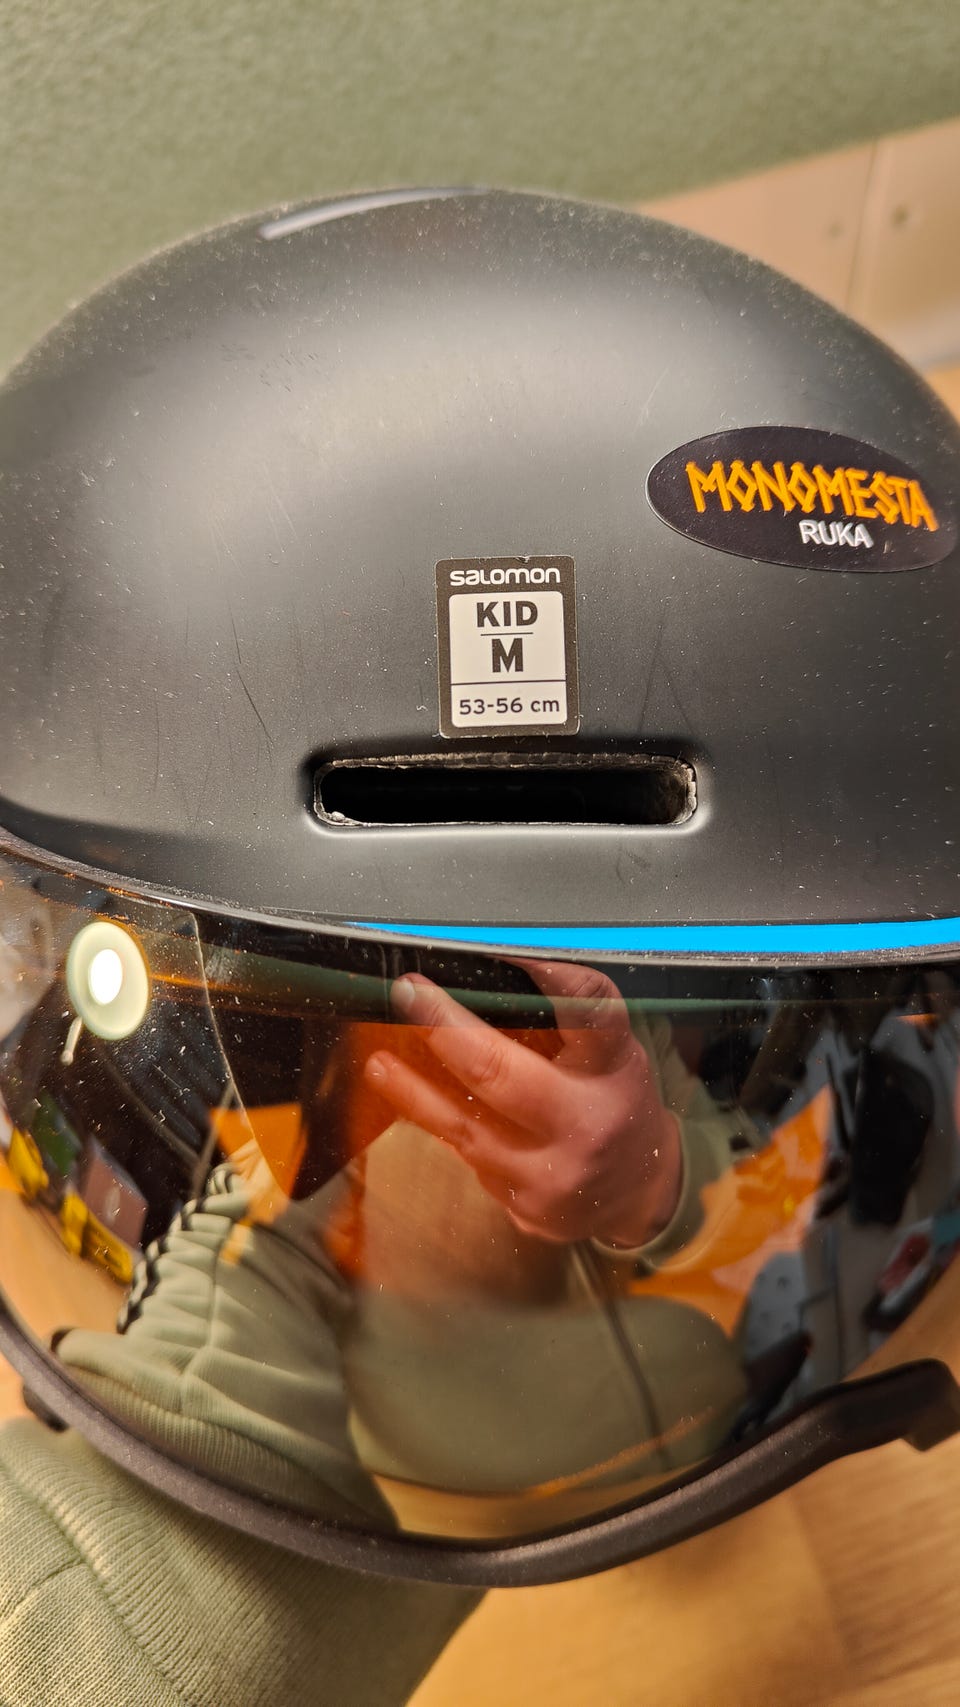 MONOMESTA
RUKA
SALOMON
KID
M
53-56 cm